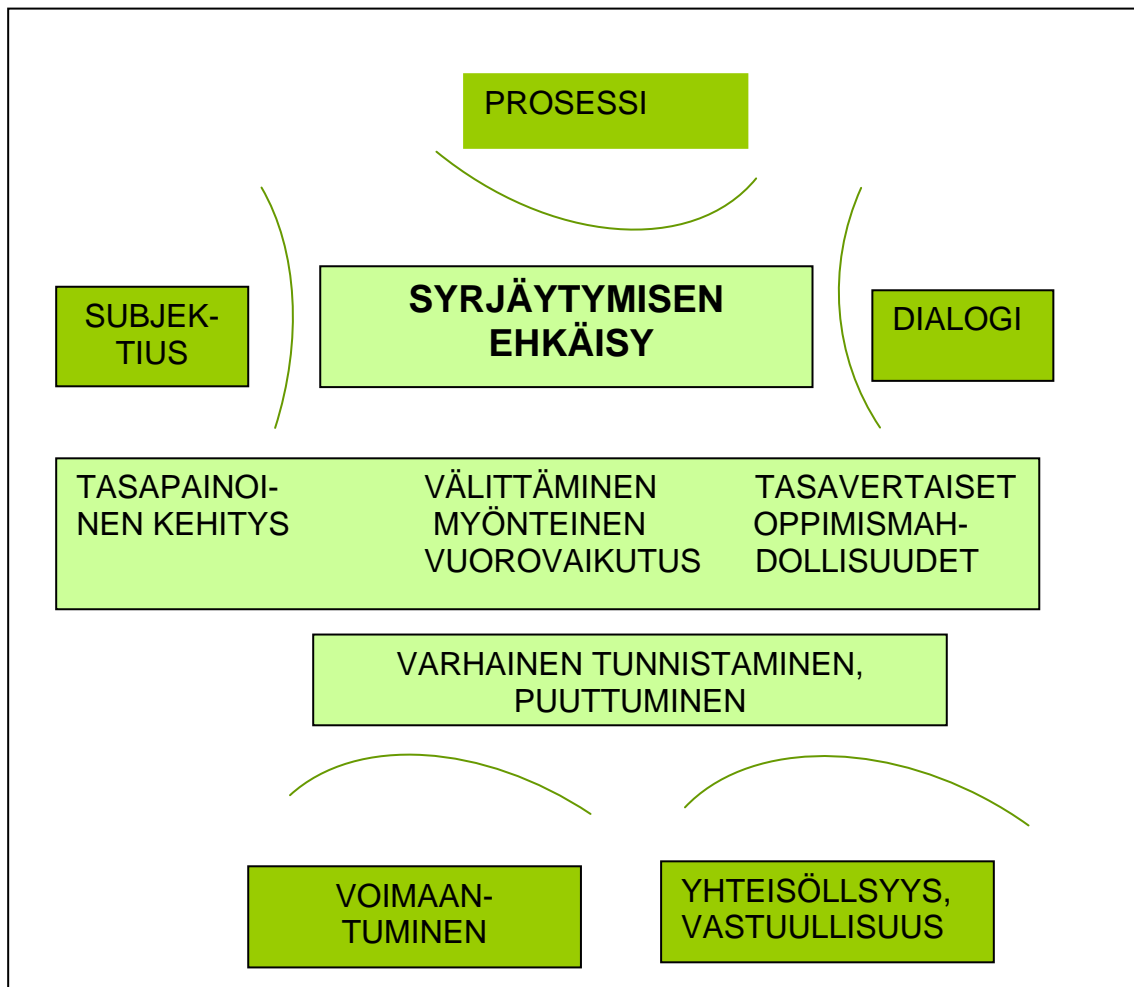 PROSESSI
SYRJÄYTYMISEN
EHKÄISY
SUBJEK-
TIUS
DIALOGI
TASAPAINOI-
NEN KEHITYS
VÄLITTÄMINEN
MYÖNTEINEN
VUOROVAIKUTUS
TASAVERTAISET
OPPIMISMAH-
DOLLISUUDET
VARHAINEN TUNNISTAMINEN,
PUUTTUMINEN
VOIMAAN-
TUMINEN
YHTEISÖLLSYYS,
VASTUULLISUUS